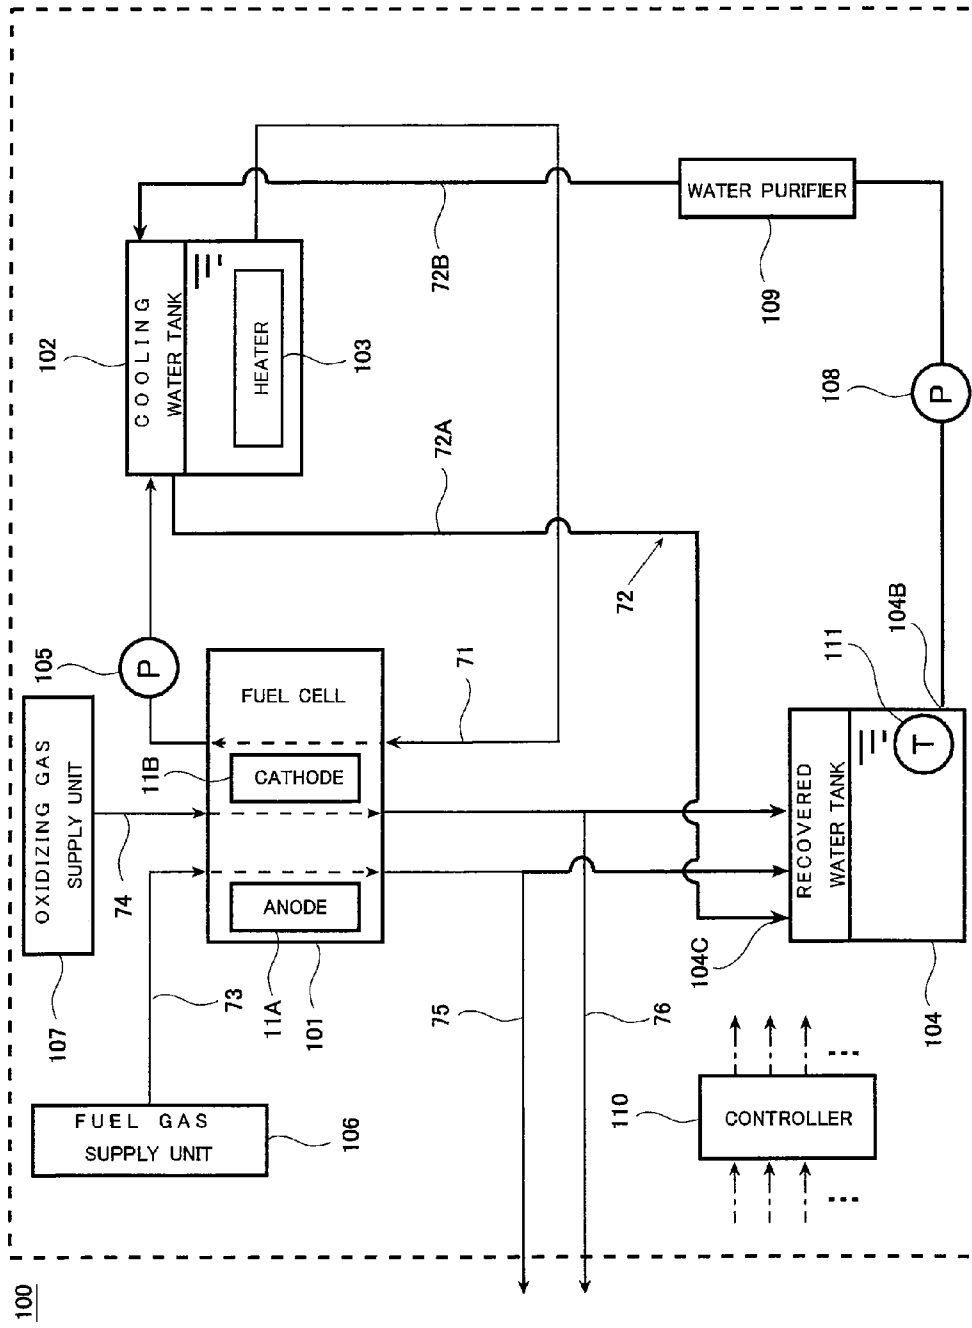 100
107
OXIDIZING GAS
SUPPLY UNIT
102
FUEL GAS
SUPPLY UNIT
74
105
COOLING
WATER TANK
P
73
106
11A
11B
101
ANODE
CATHODE
FUEL CELL
HEATER
103
75
71
72A
72B
76
72
110
CONTROLLER
104C
RECOVERED
WATER TANK
WATER PURIFIER
109
111
108
104B
T
P
104